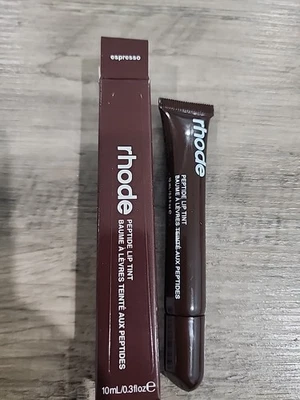 espresso
rhode
PEPTIDE LIP TINT
BAUME À LÈVRES TEINTÉ AUX PEPTIDES
10mL/0.3floz℮
rhode
PEPTIDE LIP TINT
BAUME À LÈVRES TEINTÉ AUX PEPTIDES